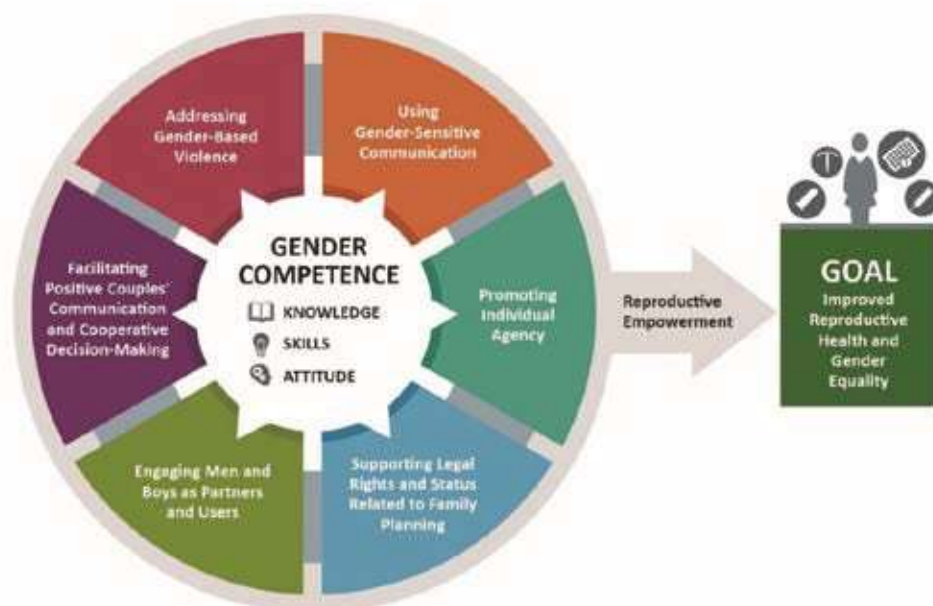 Addressing
Gender-Based
Violence
Using
Gender-Sensitive
Communication
Facilitating
Positive Couples'
Communication
and Cooperative
Decision-Making
GENDER
COMPETENCE
KNOWLEDGE
SKILLS
ATTITUDE
Promoting
Individual
Agency
Engaging Men and
Boys as Partners
and Users
Supporting Legal
Rights and Status
Related to Family
Planning
Reproductive
Empowerment
GOAL
Improved
Reproductive
Health and
Gender
Equality